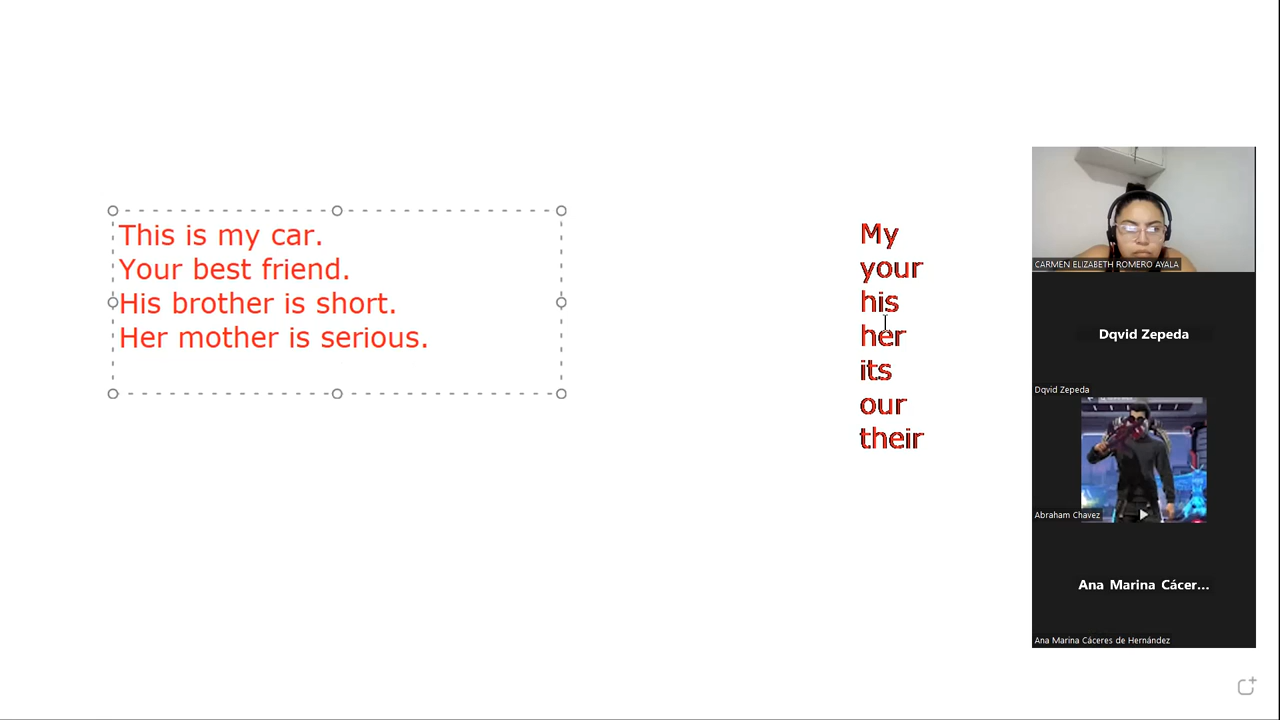 This is my car.
Your best friend.
His brother is short.
Her mother is serious.
My
your
his
her
its
our
their
CARMEN ELIZABETH ROMERO AYALA
Dqvid Zepeda
Dqvid Zepeda
Abraham Chavez
Ana Marina Cácer...
Ana Marina Cáceres de Hernández